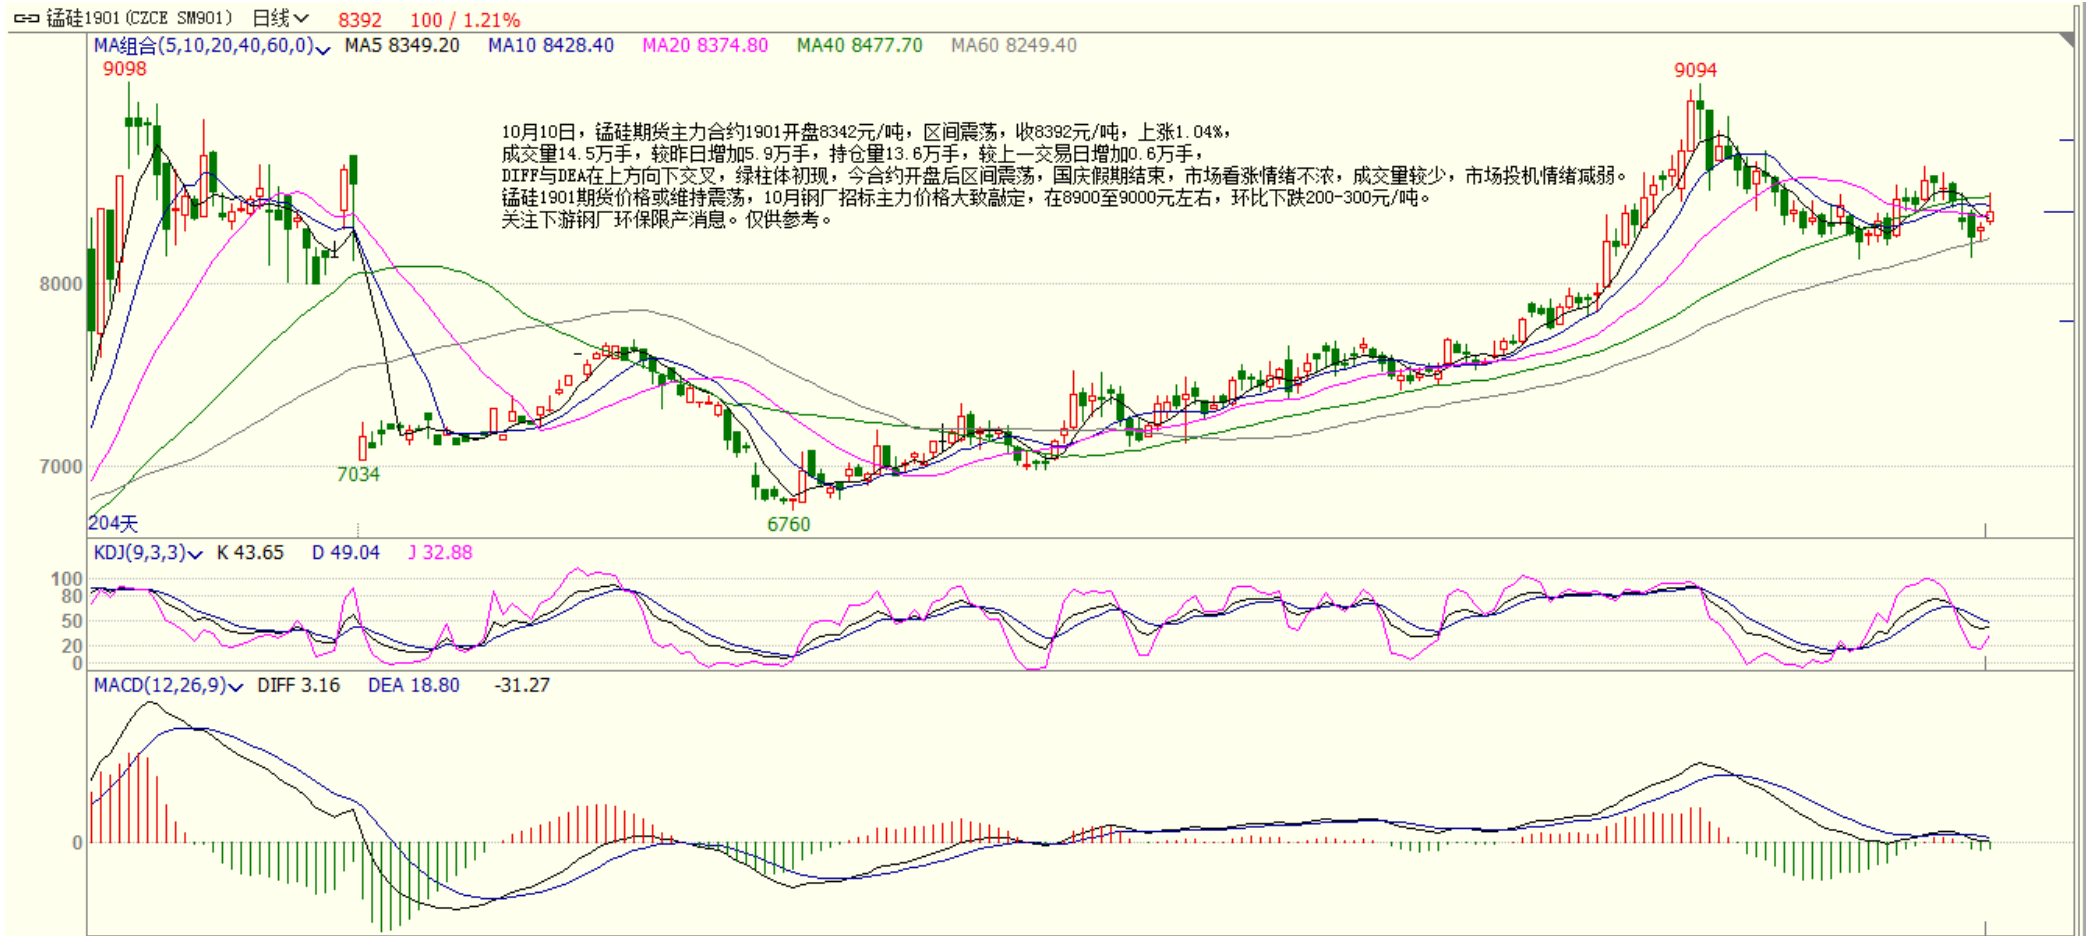 锰硅1901(CZCE SM901) 日线 8392 100 / 1.21%
MA组合(5,10,20,40,60,0) MA5 8349.20 MA10 8428.40 MA20 8374.80 MA40 8477.70 MA60 8249.40
9098
9094
10月10日，锰硅期货主力合约1901开盘8342元/吨，区间震荡，收8392元/吨，上涨1.04%，
成交量14.5万手，较昨日增加5.9万手，持仓量13.6万手，较上一交易日增加0.6万手，
DIFF与DEA在上方向下交叉，绿柱体初现，今合约开盘后区间震荡，国庆假期结束，市场看涨情绪不浓，成交量较少，市场投机情绪减弱。
锰硅1901期货价格或维持震荡，10月钢厂招标主力价格大致敲定，在8900至9000元左右，环比下跌200-300元/吨。
关注下游钢厂环保限产消息。仅供参考。
8000
7000
7034
6760
204天
KDJ(9,3,3) K 43.65 D 49.04 J 32.88
100
80
50
20
0
MACD(12,26,9) DIFF 3.16 DEA 18.80 -31.27
0